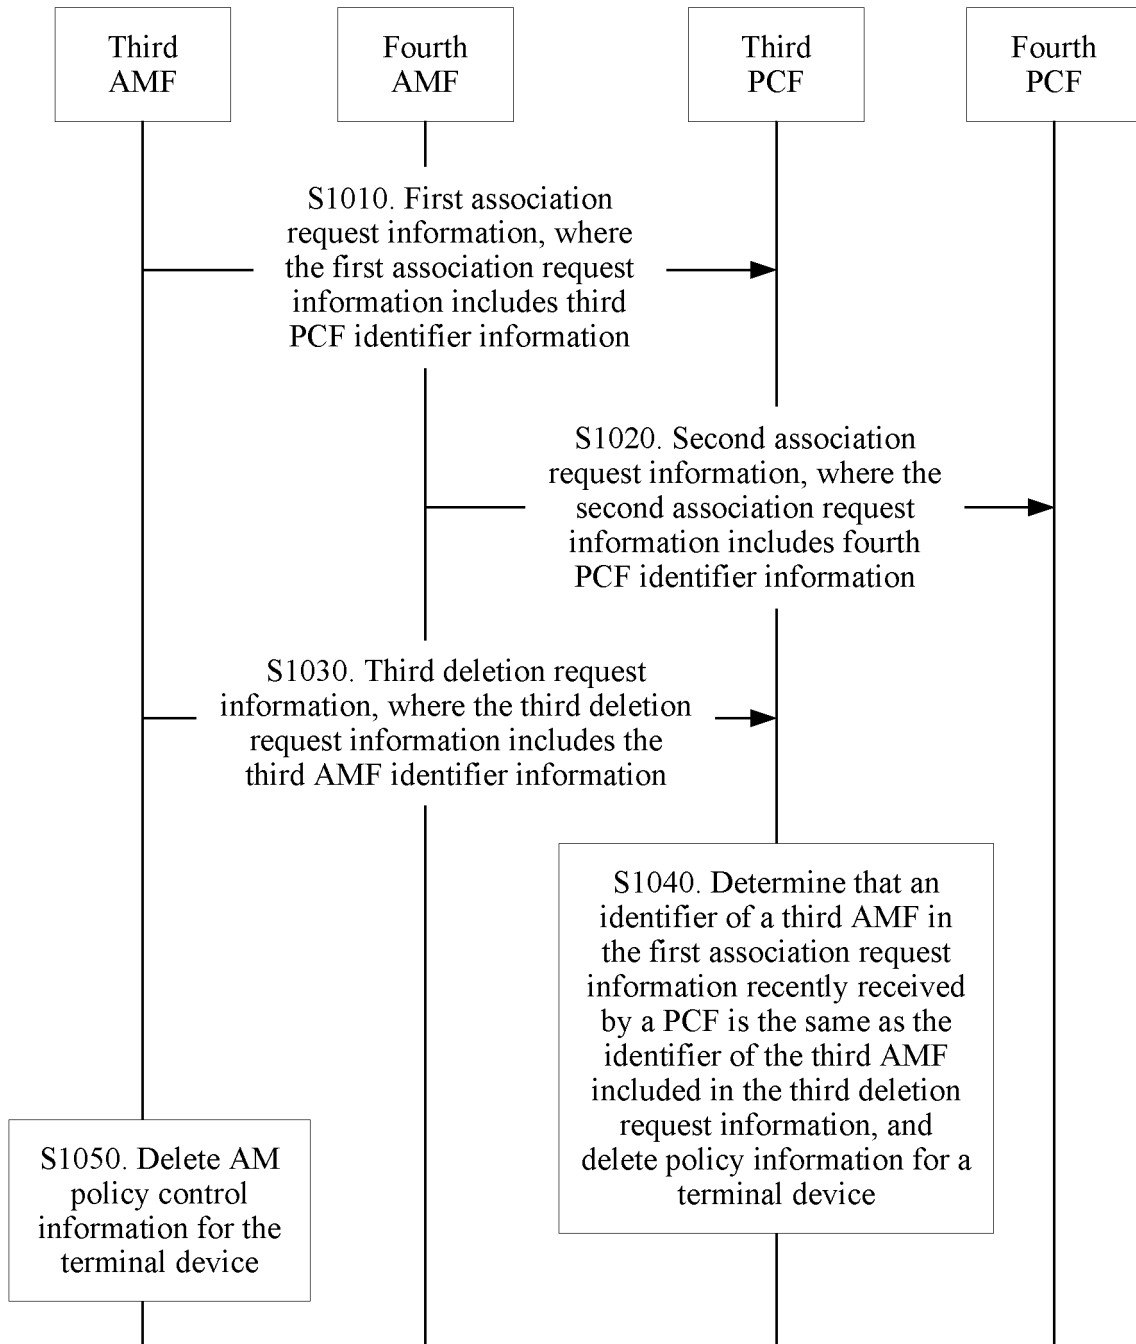 Third
AMF
Fourth
AMF
Third
PCF
Fourth
PCF
S1010. First association
request information, where
the first association request
information includes third
PCF identifier information
S1020. Second association
request information, where the
second association request
information includes fourth
PCF identifier information
S1030. Third deletion request
information, where the third deletion
request information includes the
third AMF identifier information
S1040. Determine that an
identifier of a third AMF in
the first association request
information recently received
by a PCF is the same as the
identifier of the third AMF
included in the third deletion
request information, and
delete policy information for a
terminal device
S1050. Delete AM
policy control
information for the
terminal device